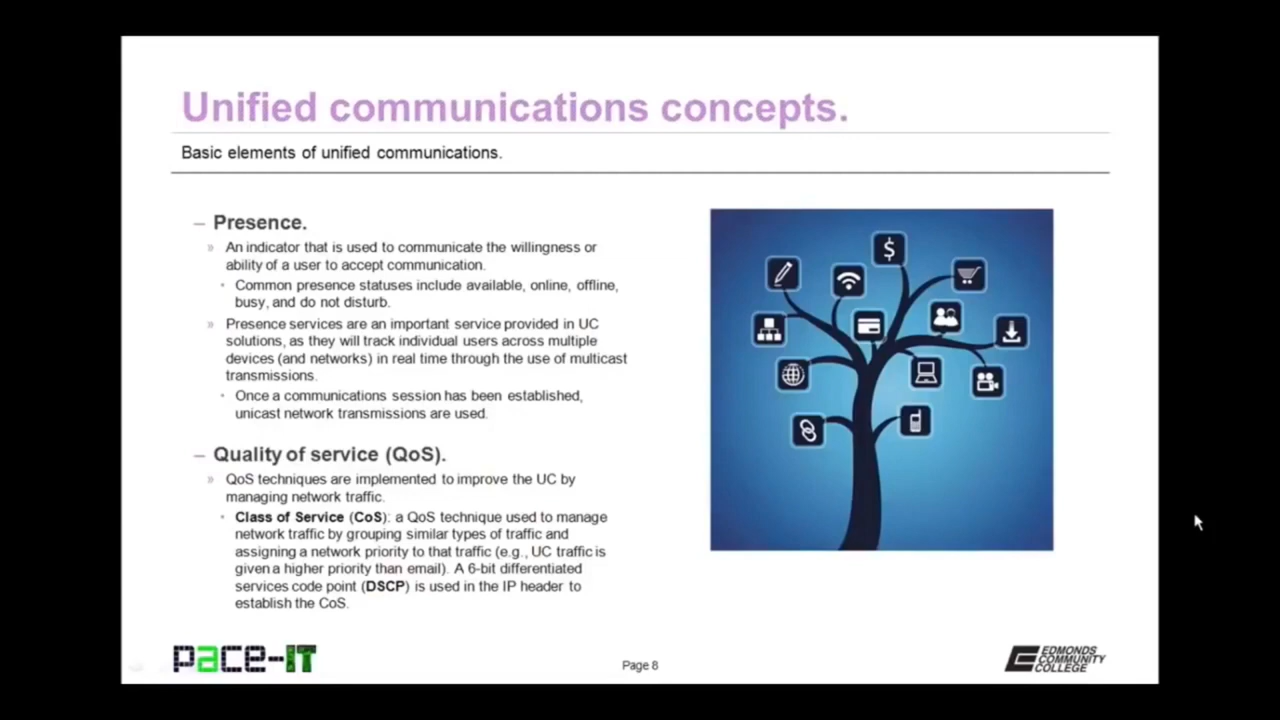 Unified communications concepts.
Basic elements of unified communications.
– Presence.
» An indicator that is used to communicate the willingness or
ability of a user to accept communication.
• Common presence statuses include available, online, offline,
busy, and do not disturb.
» Presence services are an important service provided in UC
solutions, as they will track individual users across multiple
devices (and networks) in real time through the use of multicast
transmissions.
• Once a communications session has been established,
unicast network transmissions are used.
– Quality of service (QoS).
» QoS techniques are implemented to improve the UC by
managing network traffic.
• Class of Service (CoS): a QoS technique used to manage
network traffic by grouping similar types of traffic and
assigning a network priority to that traffic (e.g., UC traffic is
given a higher priority than email). A 6-bit differentiated
services code point (DSCP) is used in the IP header to
establish the CoS.
$
pace-IT
Page 8
EDMONDS
COMMUNITY
COLLEGE